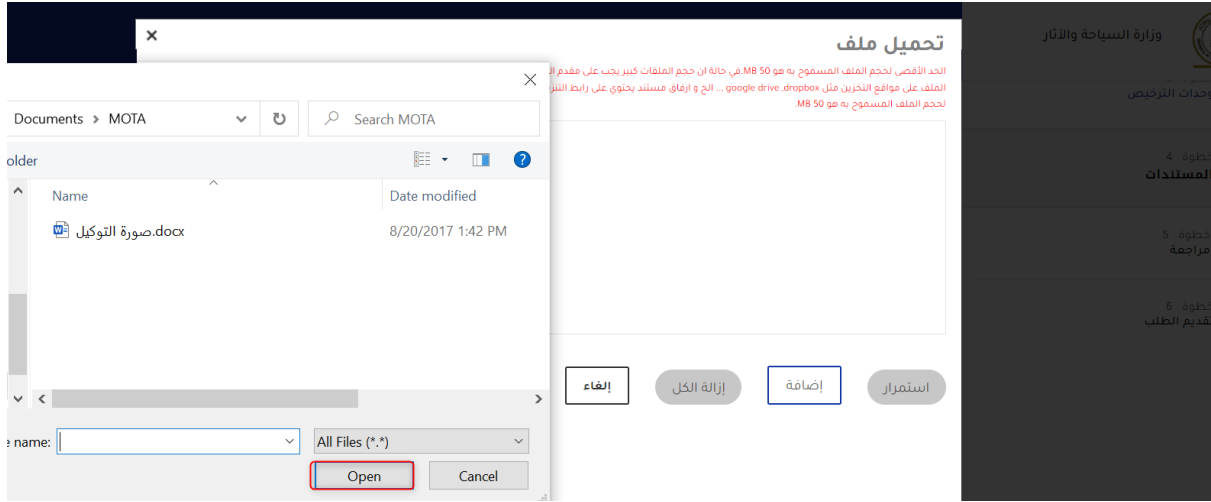 وزارة السياحة والآثار
وحدات الترخيص
خطوة 4
المستندات
خطوة 5
مراجعة
خطوة 6
تقديم الطلب
×
تحميل ملف
الحد الأقصى لحجم الملف المسموح به هو 50 MB.في حالة ان حجم الملفات كبير يجب على مقدم
الملف على مواقع التخزين مثل google drive ,dropbox ... الخ و ارفاق مستند يحتوي على رابط
لحجم الملف المسموح به هو 50 MB.
استمرار
إضافة
إزالة الكل
إلغاء
Documents > MOTA
Search MOTA
older
Name Date modified
صورة التوكيل.docx 8/20/2017 1:42 PM
e name: All Files (*.*)
Open Cancel